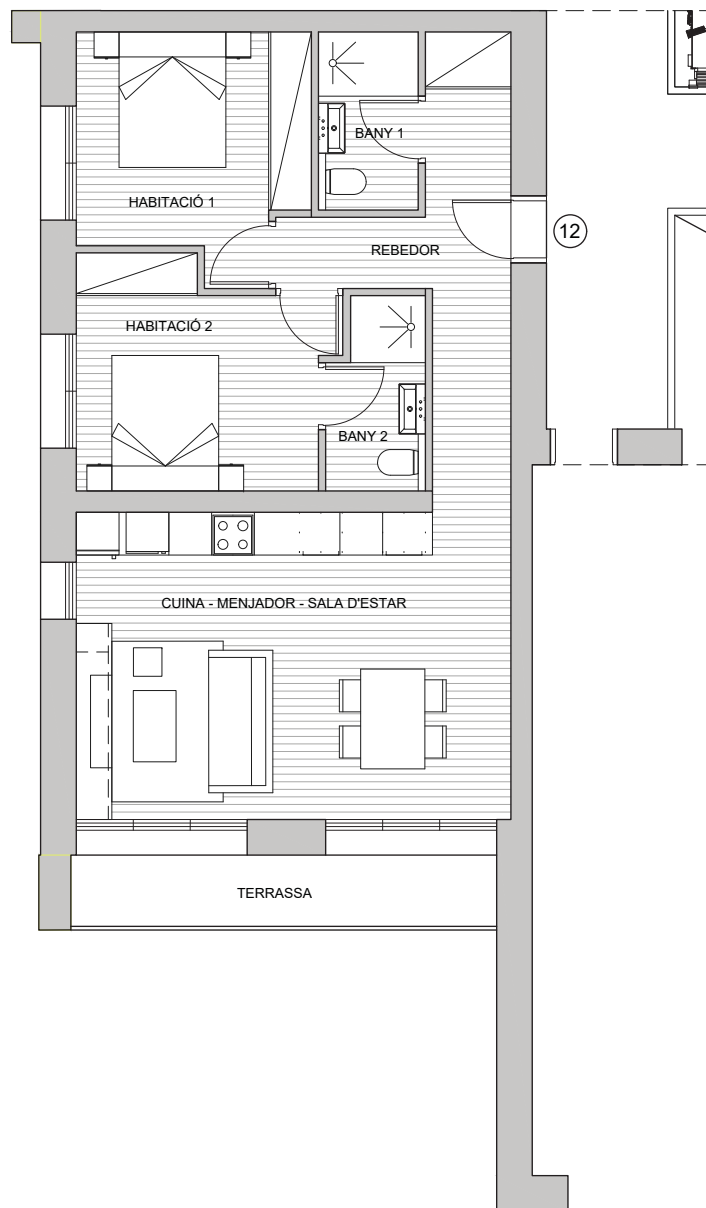 BANY 1
HABITACIÓ 1
12
REBEDOR
HABITACIÓ 2
BANY 2
CUINA - MENJADOR - SALA D'ESTAR
TERRASSA